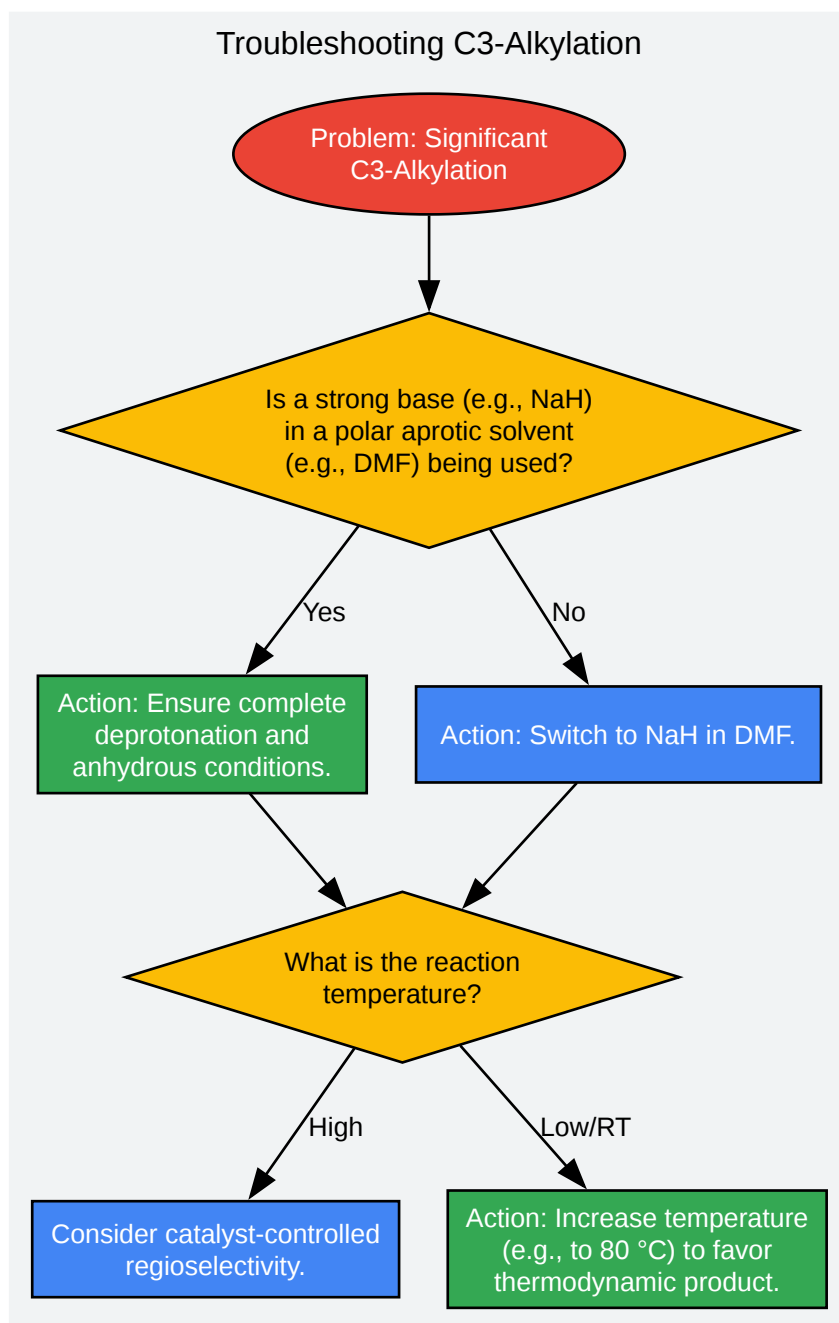 Troubleshooting C3-Alkylation
Problem: Significant
C3-Alkylation
Is a strong base (e.g., NaH)
in a polar aprotic solvent
(e.g., DMF) being used?
Yes
No
Action: Ensure complete
deprotonation and
anhydrous conditions.
Action: Switch to NaH in DMF.
What is the reaction
temperature?
High
Low/RT
Consider catalyst-controlled
regioselectivity.
Action: Increase temperature
(e.g., to 80 °C) to favor
thermodynamic product.